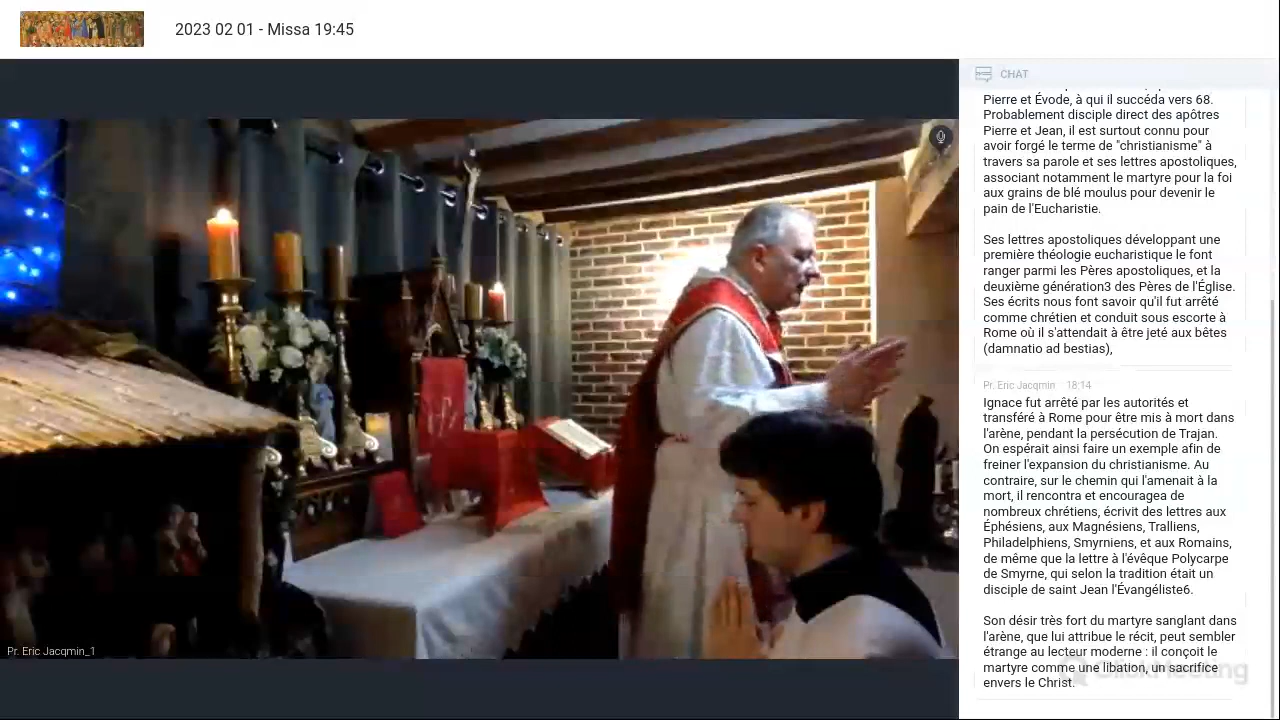 2023 02 01 - Missa 19:45
CHAT
Pierre et Évode, à qui il succéda vers 68.
Probablement disciple direct des apôtres
Pierre et Jean, il est surtout connu pour
avoir forgé le terme de "christianisme" à
travers sa parole et ses lettres apostoliques,
associant notamment le martyre pour la foi
aux grains de blé moulus pour devenir le
pain de l'Eucharistie.
Ses lettres apostoliques développant une
première théologie eucharistique le font
ranger parmi les Pères apostoliques, et la
deuxième génération3 des Pères de l'Église.
Ses écrits nous font savoir qu'il fut arrêté
comme chrétien et conduit sous escorte à
Rome où il s'attendait à être jeté aux bêtes
(damnatio ad bestias),
Pr. Eric Jacqmin 18:14
Ignace fut arrêté par les autorités et
transféré à Rome pour être mis à mort dans
l'arène, pendant la persécution de Trajan.
On espérait ainsi faire un exemple afin de
freiner l'expansion du christianisme. Au
contraire, sur le chemin qui l'amenait à la
mort, il rencontra et encouragea de
nombreux chrétiens, écrivit des lettres aux
Éphésiens, aux Magnésiens, Tralliens,
Philadelphiens, Smyrniens, et aux Romains,
de même que la lettre à l'évêque Polycarpe
de Smyrne, qui selon la tradition était un
disciple de saint Jean l'Évangéliste6.
Son désir très fort du martyre sanglant dans
l'arène, que lui attribue le récit, peut sembler
étrange au lecteur moderne : il conçoit le
martyre comme une libation, un sacrifice
envers le Christ.
ClickMeeting
Pr. Eric Jacqmin_1